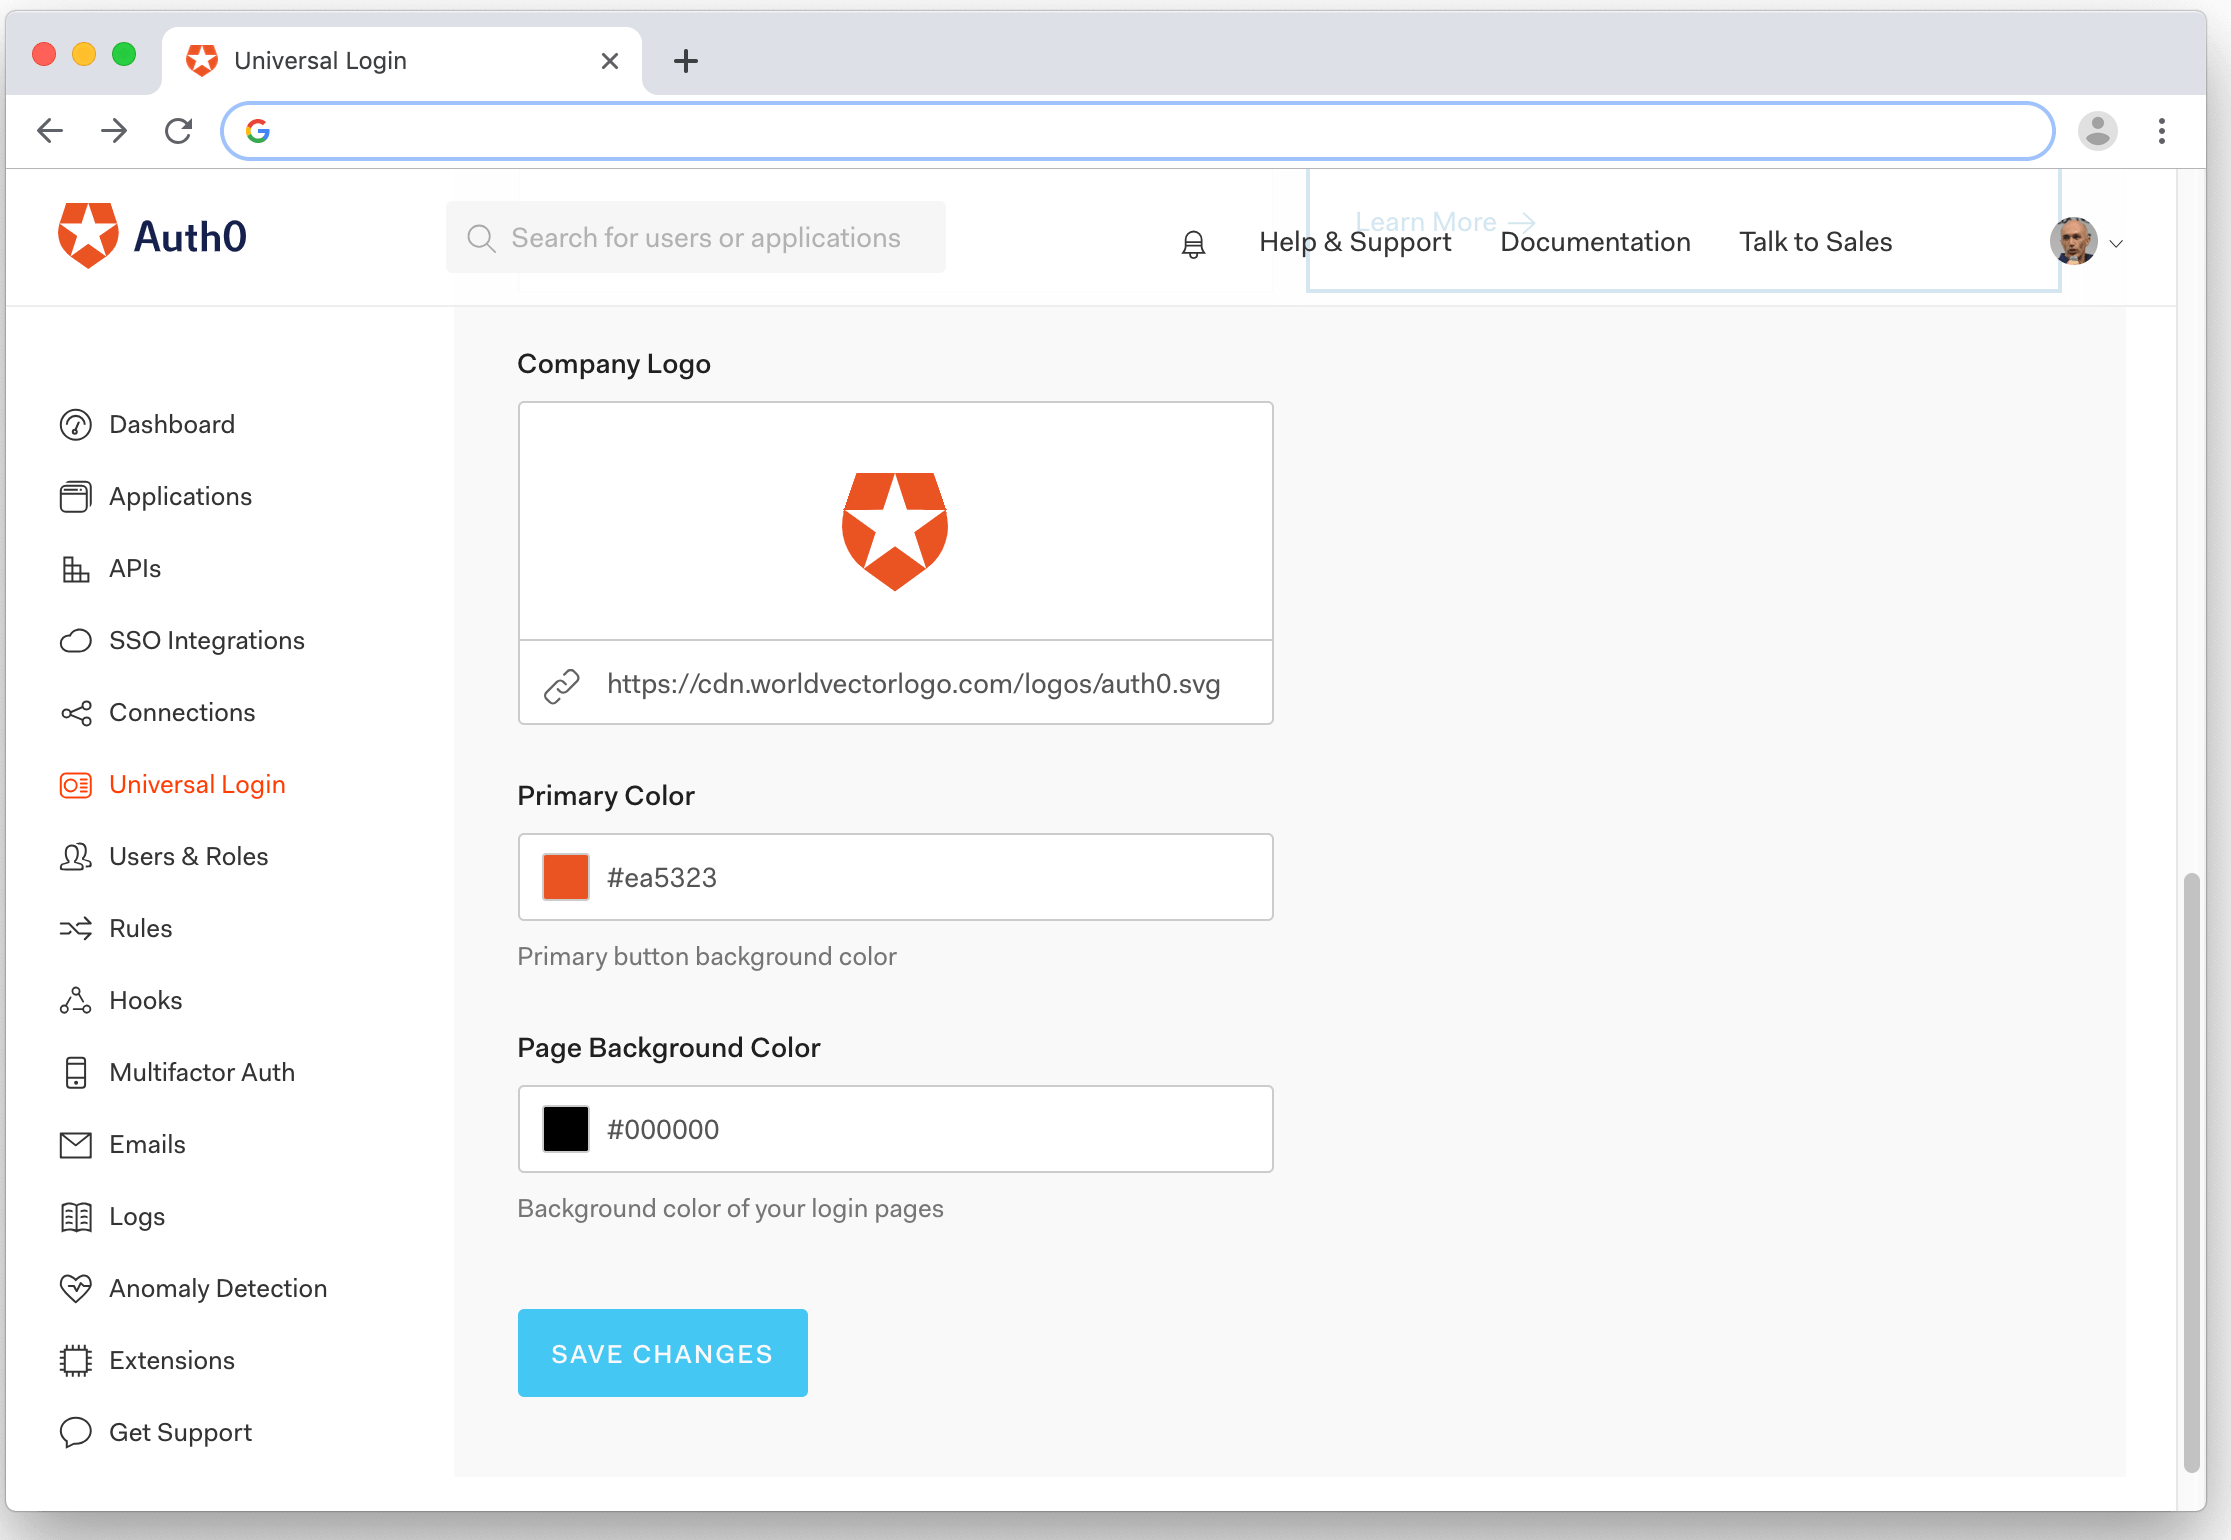 Universal Login
Auth0
Search for users or applications
Learn More
Help & Support
Documentation
Talk to Sales
Dashboard
Applications
APIs
SSO Integrations
Connections
Universal Login
Users & Roles
Rules
Hooks
Multifactor Auth
Emails
Logs
Anomaly Detection
Extensions
Get Support
Company Logo
https://cdn.worldvectorlogo.com/logos/auth0.svg
Primary Color
#ea5323
Primary button background color
Page Background Color
#000000
Background color of your login pages
SAVE CHANGES